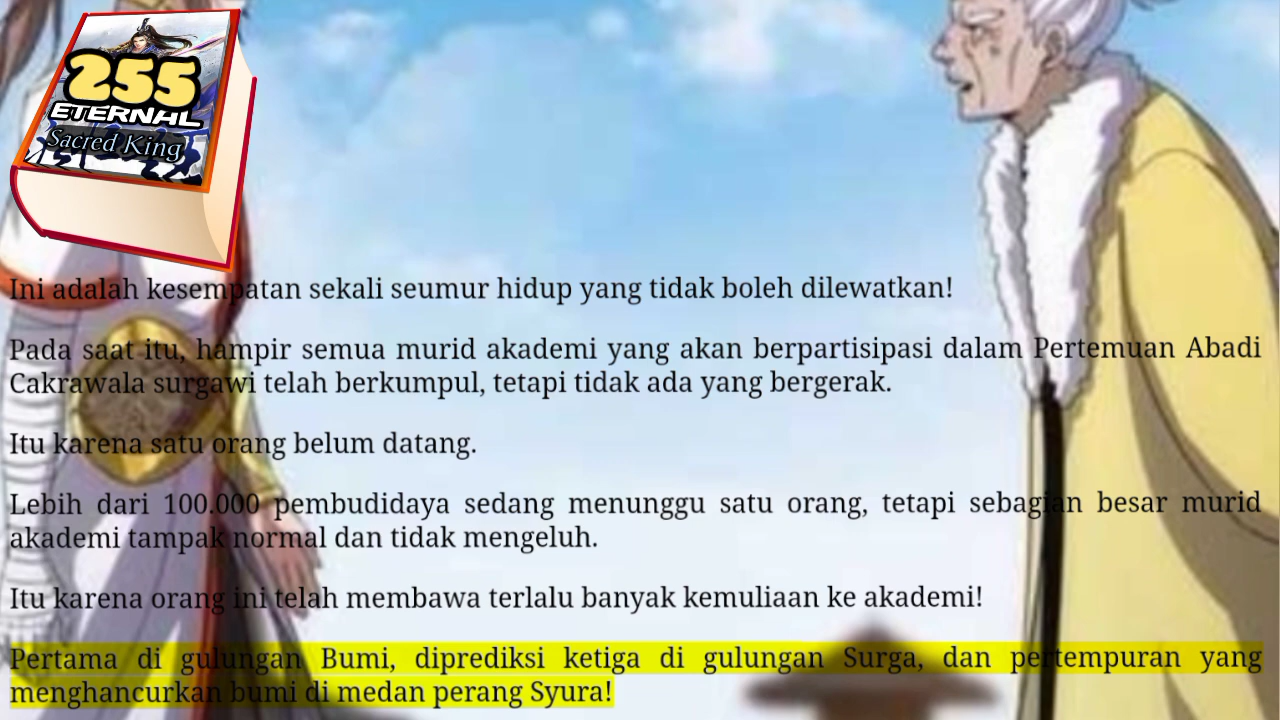 255
ETERNAL
Sacred King
Ini adalah kesempatan sekali seumur hidup yang tidak boleh dilewatkan!
Pada saat itu, hampir semua murid akademi yang akan berpartisipasi dalam Pertemuan Abadi
Cakrawala surgawi telah berkumpul, tetapi tidak ada yang bergerak.
Itu karena satu orang belum datang.
Lebih dari 100.000 pembudidaya sedang menunggu satu orang, tetapi sebagian besar murid
akademi tampak normal dan tidak mengeluh.
Itu karena orang ini telah membawa terlalu banyak kemuliaan ke akademi!
Pertama di gulungan Bumi, diprediksi ketiga di gulungan Surga, dan pertempuran yang
menghancurkan bumi di medan perang Syura!